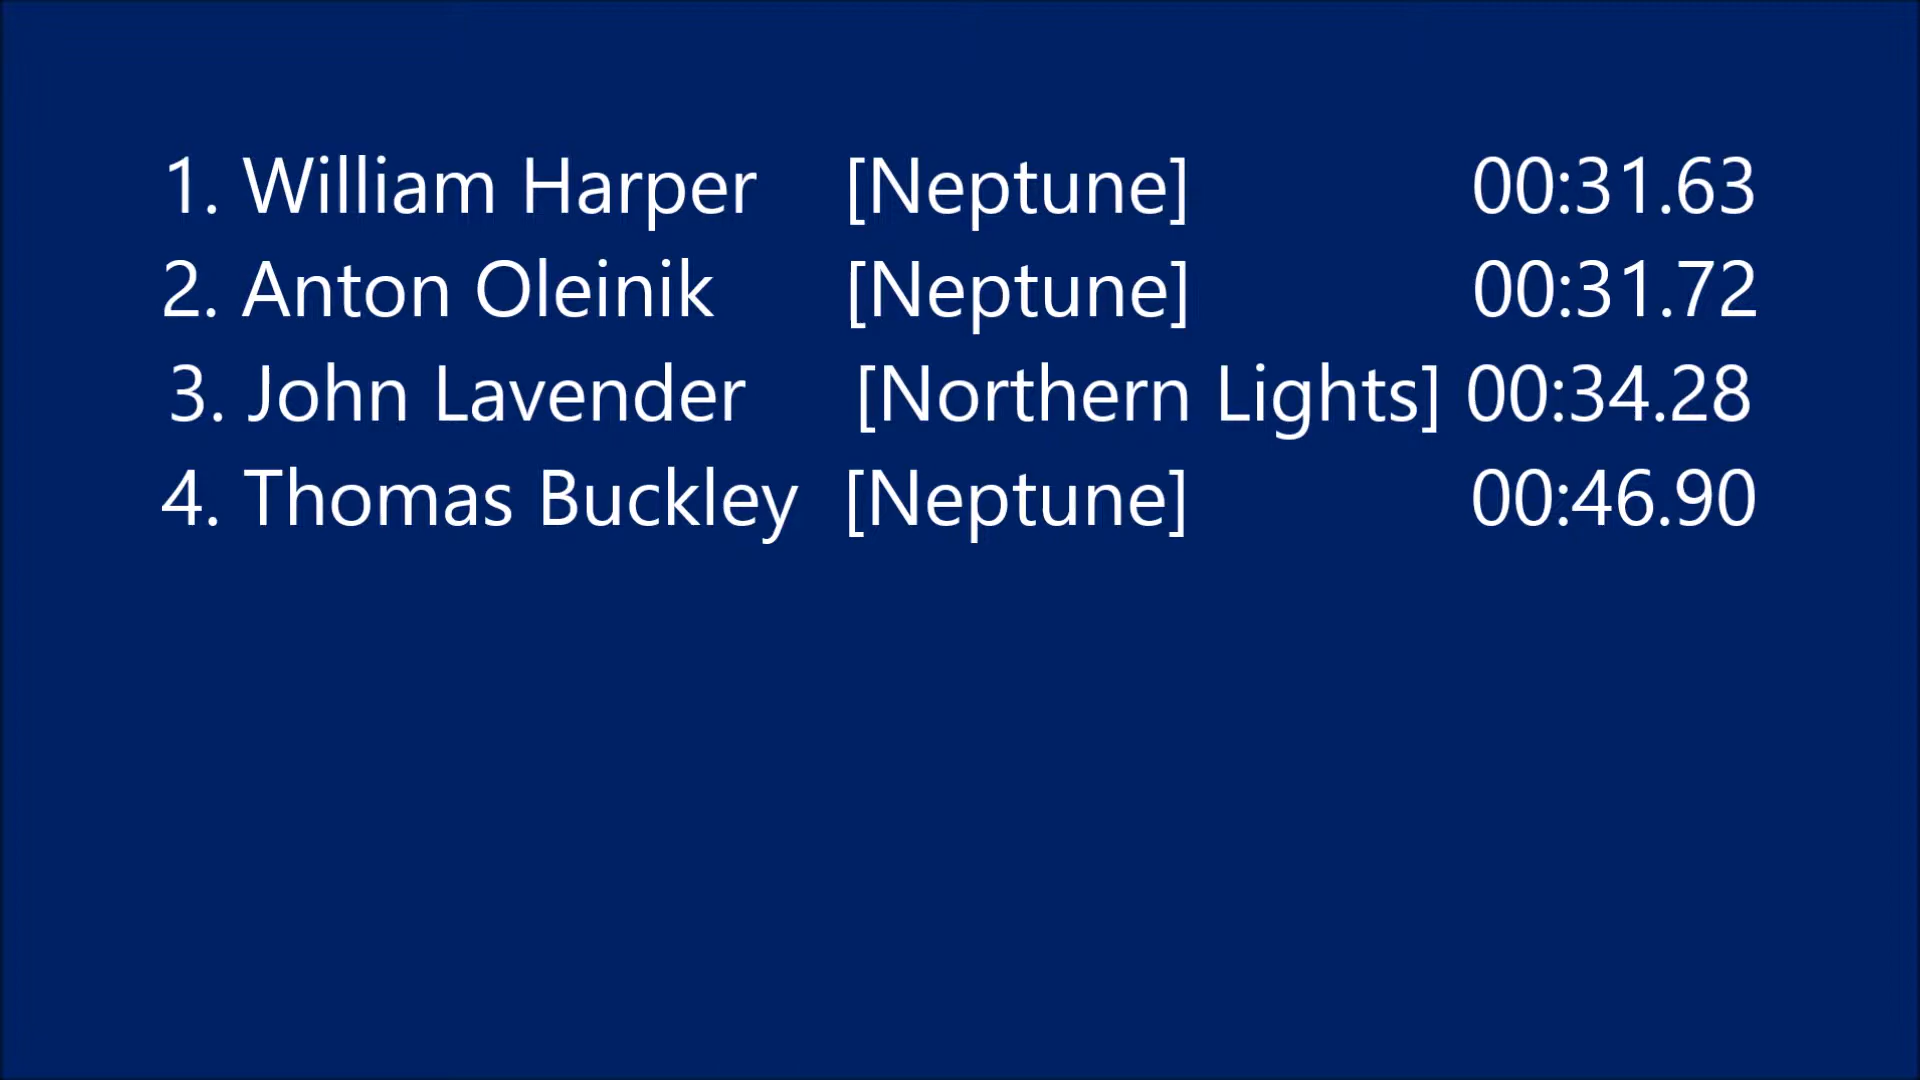 1. William Harper [Neptune] 00:31.63
2. Anton Oleinik [Neptune] 00:31.72
3. John Lavender [Northern Lights] 00:34.28
4. Thomas Buckley [Neptune] 00:46.90